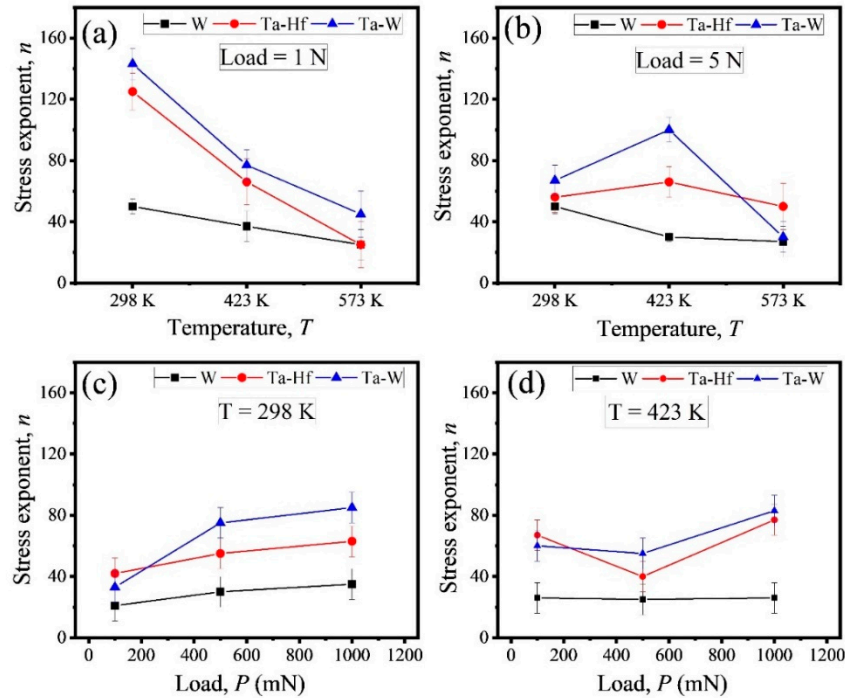 W Ta-Hf Ta-W
(a)
Load = 1 N
Stress exponent, n
160
120
80
40
0
298 K 423 K 573 K
Temperature, T
W Ta-Hf Ta-W
(b)
Load = 5 N
Stress exponent, n
160
120
80
40
0
298 K 423 K 573 K
Temperature, T
W Ta-Hf Ta-W
(c)
T = 298 K
Stress exponent, n
160
120
80
40
0
0 200 400 600 800 1000 1200
Load, P (mN)
W Ta-Hf Ta-W
(d)
T = 423 K
Stress exponent, n
160
120
80
40
0
0 200 400 600 800 1000 1200
Load, P (mN)